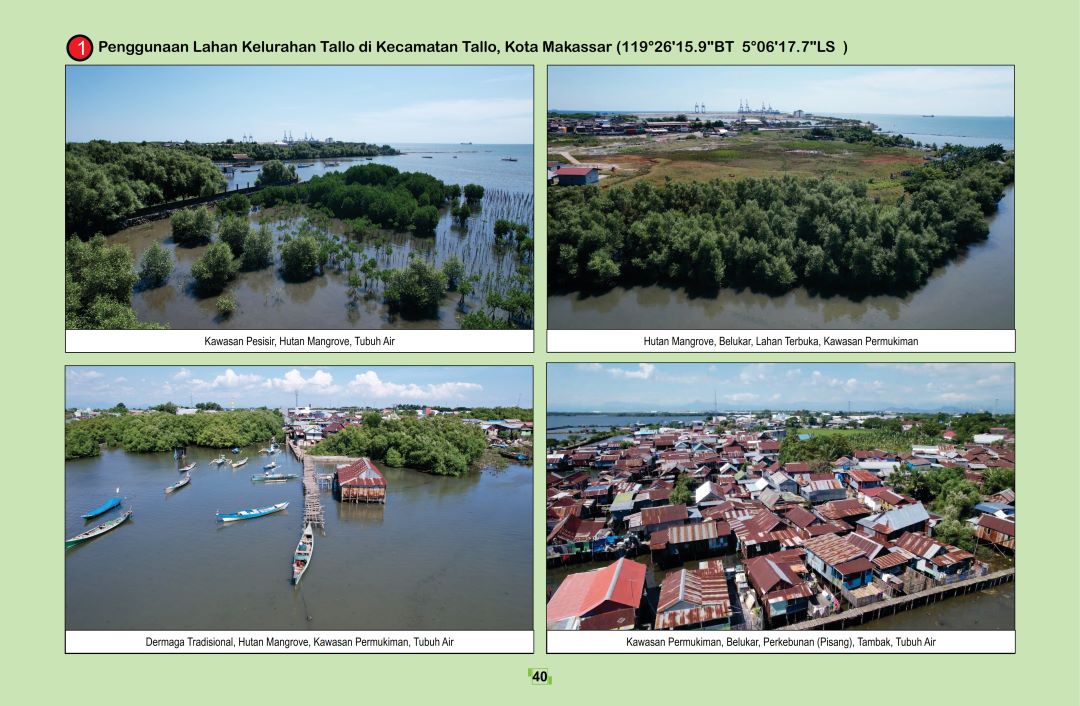 1 Penggunaan Lahan Kelurahan Tallo di Kecamatan Tallo, Kota Makassar (119°26'15.9"BT  5°06'17.7"LS  )
Kawasan Pesisir, Hutan Mangrove, Tubuh Air
Hutan Mangrove, Belukar, Lahan Terbuka, Kawasan Permukiman
Dermaga Tradisional, Hutan Mangrove, Kawasan Permukiman, Tubuh Air
Kawasan Permukiman, Belukar, Perkebunan (Pisang), Tambak, Tubuh Air
40